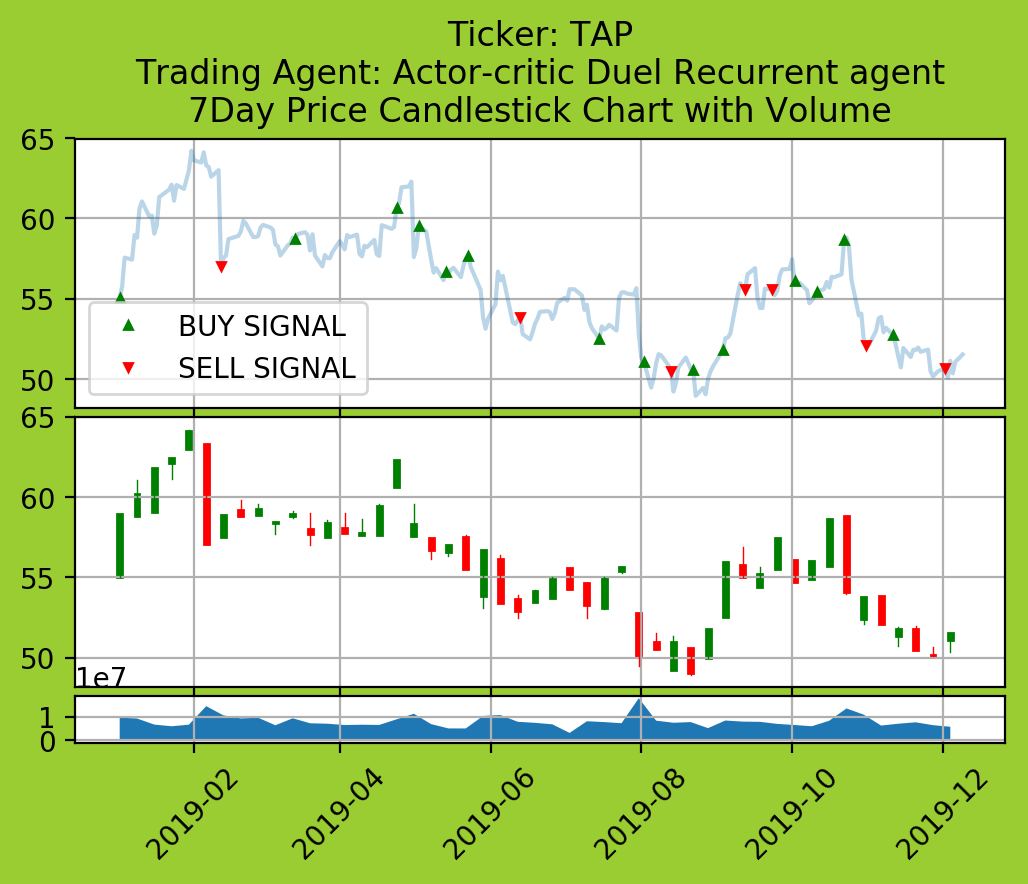 Ticker: TAP
Trading Agent: Actor-critic Duel Recurrent agent
7Day Price Candlestick Chart with Volume
65
60
55
50
BUY SIGNAL
SELL SIGNAL
65
60
55
50
1e7
1
0
2019-02
2019-04
2019-06
2019-08
2019-10
2019-12